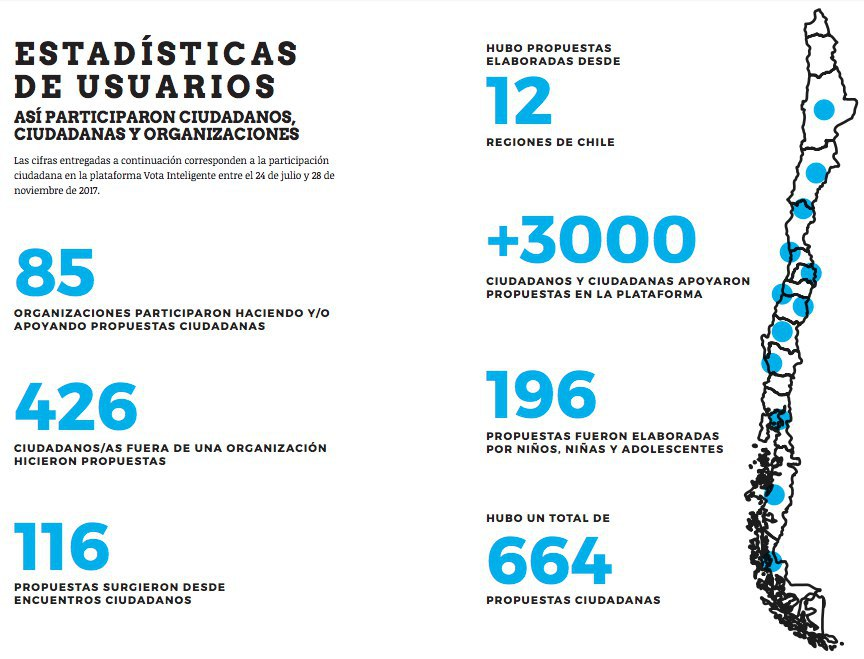 ESTADÍSTICAS
DE USUARIOS
ASÍ PARTICIPARON CIUDADANOS,
CIUDADANAS Y ORGANIZACIONES
Las cifras entregadas a continuación corresponden a la participación
ciudadana en la plataforma Vota Inteligente entre el 24 de julio y 28 de
noviembre de 2017.
85
ORGANIZACIONES PARTICIPARON HACIENDO Y/O
APOYANDO PROPUESTAS CIUDADANAS
426
CIUDADANOS/AS FUERA DE UNA ORGANIZACIÓN
HICIERON PROPUESTAS
116
PROPUESTAS SURGIERON DESDE
ENCUENTROS CIUDADANOS
HUBO PROPUESTAS
ELABORADAS DESDE
12
REGIONES DE CHILE
+3000
CIUDADANOS Y CIUDADANAS APOYARON
PROPUESTAS EN LA PLATAFORMA
196
PROPUESTAS FUERON ELABORADAS
POR NIÑOS, NIÑAS Y ADOLESCENTES
HUBO UN TOTAL DE
664
PROPUESTAS CIUDADANAS